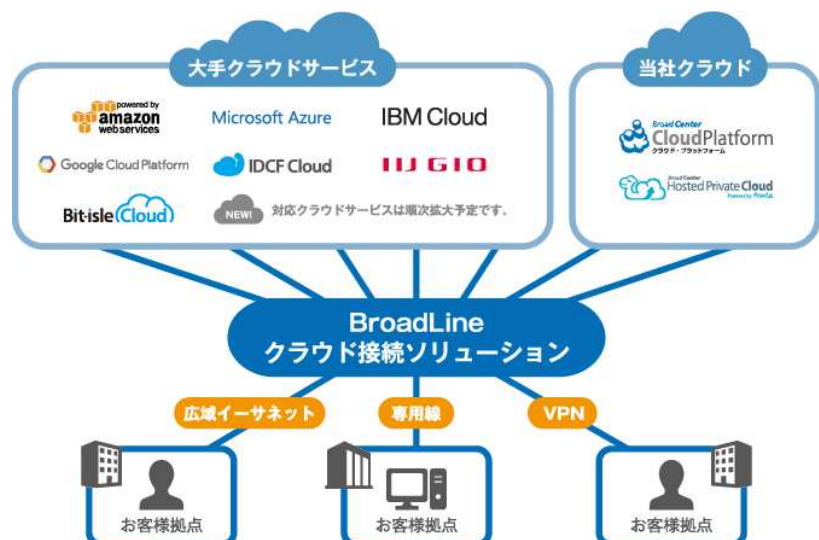 大手クラウドサービス
当社クラウド
powered by
amazon
web services
Microsoft Azure
IBM Cloud
Google Cloud Platform
IDCF Cloud
IIJ GIO
Bit-isle Cloud
NEW!
対応クラウドサービスは順次拡大予定です。
Broad Center
CloudPlatform
クラウド・プラットフォーム
Broad Center
Hosted Private Cloud
BroadLine
クラウド接続ソリューション
広域イーサネット
専用線
VPN
お客様拠点
お客様拠点
お客様拠点